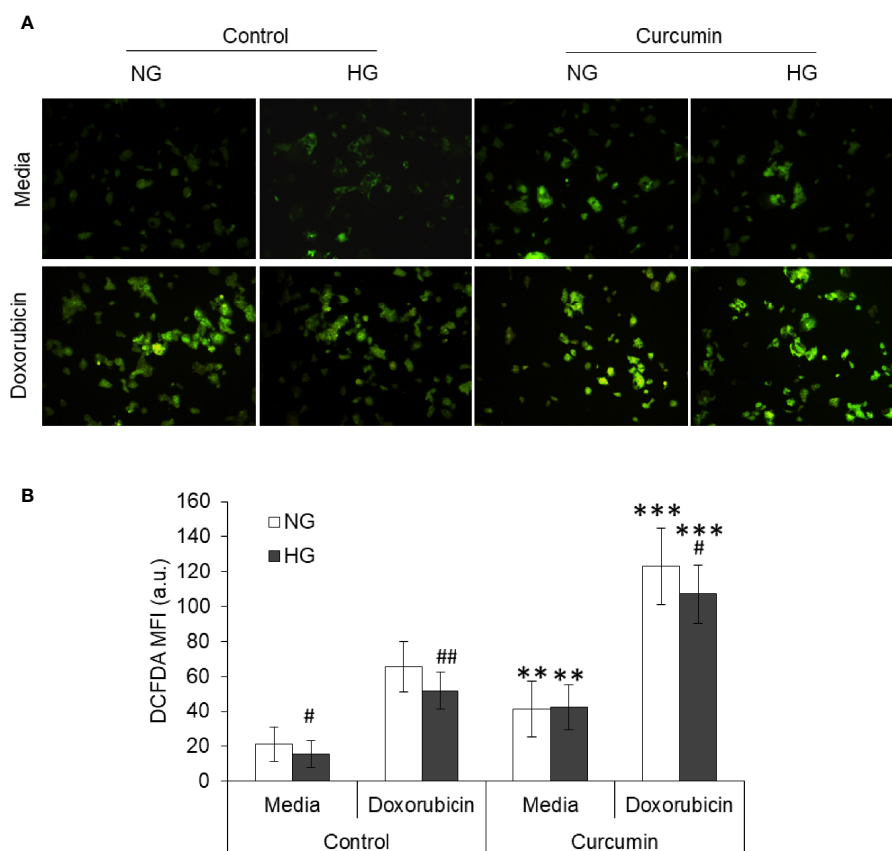 A
Control Curcumin
NG HG NG HG
Media
Doxorubicin
B
DCFDA MFI (a.u.)
160
140
120
100
80
60
40
20
0
NG
HG
#
##
** **
***
***
#
Media Doxorubicin Media Doxorubicin
Control Curcumin